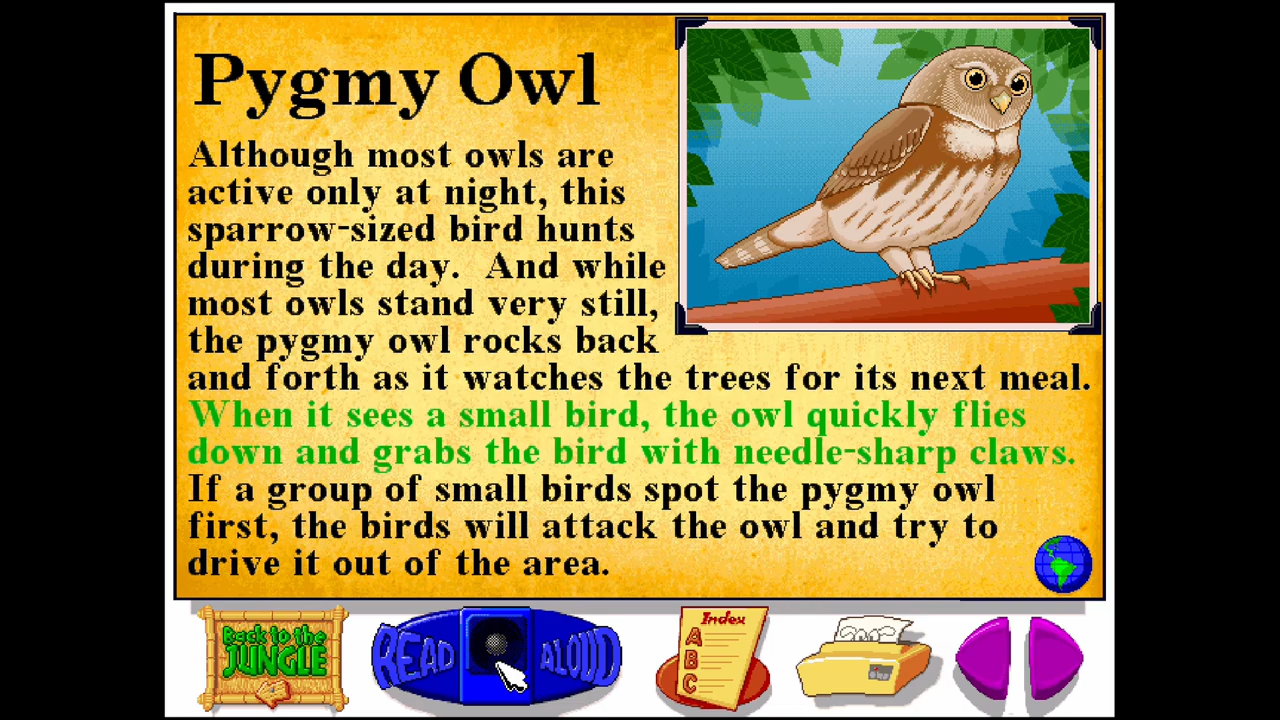 Pygmy Owl
Although most owls are
active only at night, this
sparrow-sized bird hunts
during the day.  And while
most owls stand very still,
the pygmy owl rocks back
and forth as it watches the trees for its next meal.
When it sees a small bird, the owl quickly flies
down and grabs the bird with needle-sharp claws.
If a group of small birds spot the pygmy owl
first, the birds will attack the owl and try to
drive it out of the area.
Back to the
JUNGLE
READ ALOUD
Index
A
B
C